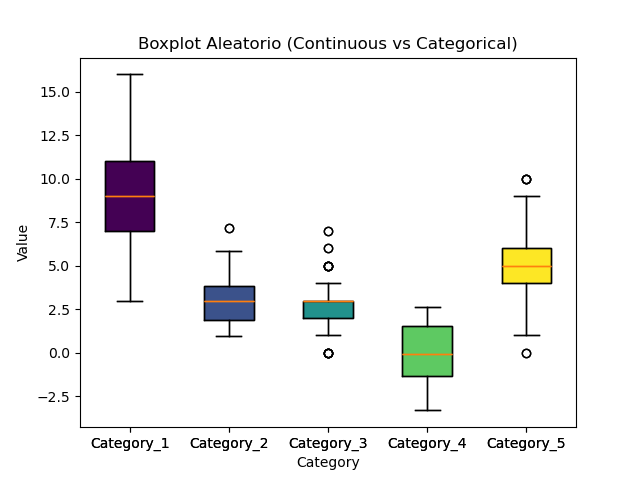 Boxplot Aleatorio (Continuous vs Categorical)
15.0
12.5
10.0
7.5
5.0
2.5
0.0
−2.5
Value
Category_1 Category_2 Category_3 Category_4 Category_5
Category